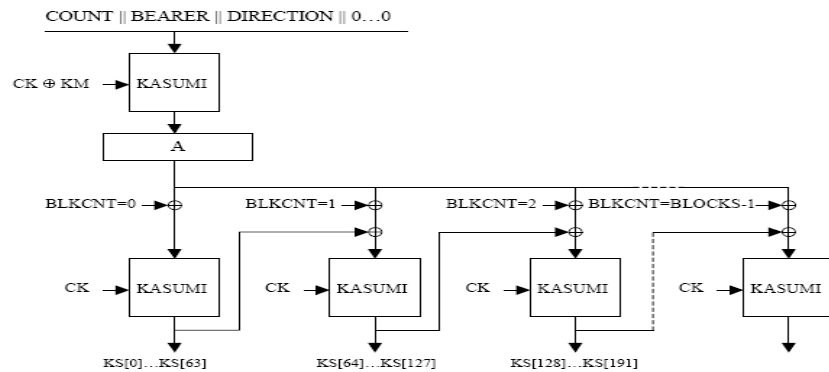 COUNT || BEARER || DIRECTION || 0…0
CK ⊕ KM
KASUMI
A
BLKCNT=0
BLKCNT=1
BLKCNT=2
BLKCNT=BLOCKS-1
CK
KASUMI
CK
KASUMI
CK
KASUMI
CK
KASUMI
KS[0]…KS[63]
KS[64]…KS[127]
KS[128]…KS[191]